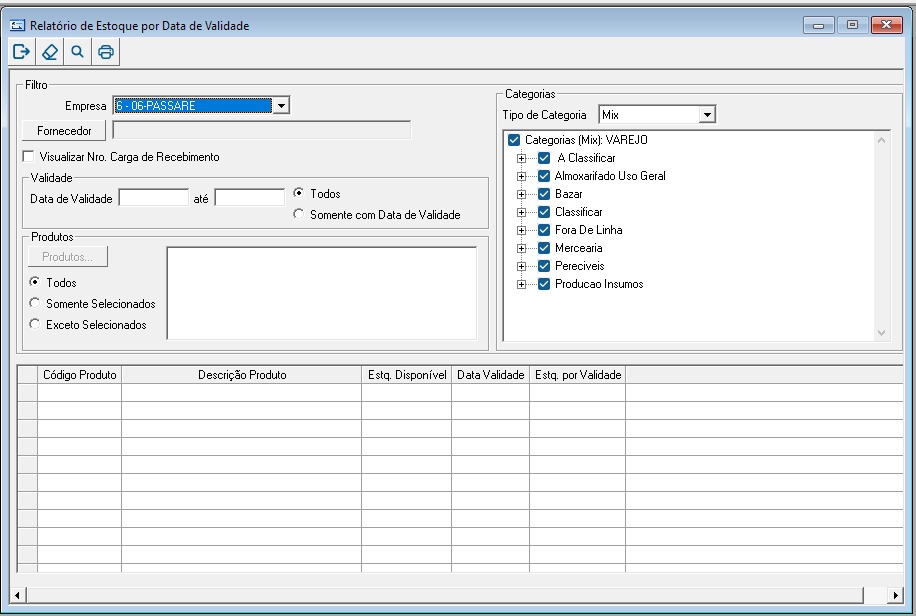 Relatório de Estoque por Data de Validade
Filtro
Empresa 6 - 06-PASSARE
Fornecedor
Visualizar Nro. Carga de Recebimento
Validade
Data de Validade até Todos
Somente com Data de Validade
Produtos
Produtos...
Todos
Somente Selecionados
Exceto Selecionados
Categorias
Tipo de Categoria Mix
Categorias (Mix): VAREJO
A Classificar
Almoxarifado Uso Geral
Bazar
Classificar
Fora De Linha
Mercearia
Pereciveis
Producao Insumos
Código Produto Descrição Produto Estq. Disponível Data Validade Estq. por Validade